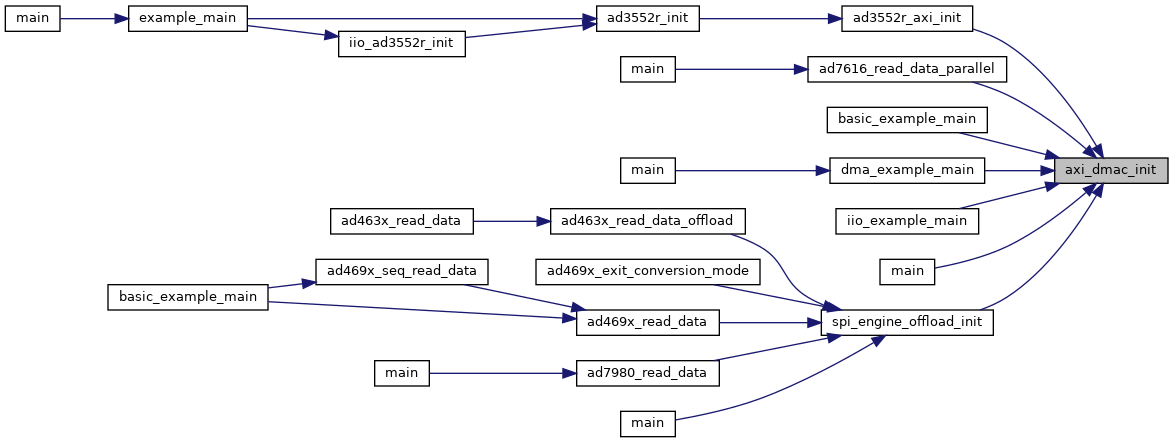 main
example_main
ad3552r_init
ad3552r_axi_init
iio_ad3552r_init
main
ad7616_read_data_parallel
basic_example_main
main
dma_example_main
axi_dmac_init
ad463x_read_data
ad463x_read_data_offload
iio_example_main
ad469x_seq_read_data
ad469x_exit_conversion_mode
main
basic_example_main
ad469x_read_data
spi_engine_offload_init
main
ad7980_read_data
main